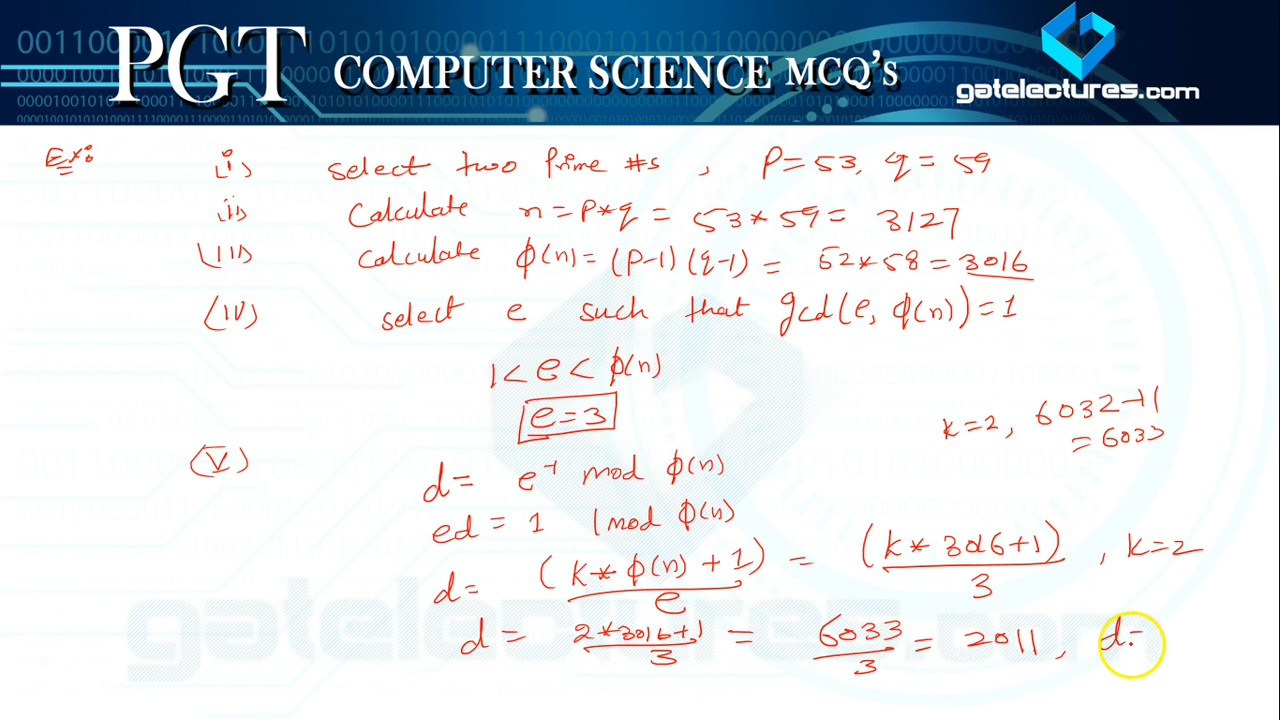 PGT COMPUTER SCIENCE MCQ's
gatelectures.com
Ex:
(i) select two Prime #s , P=53, q=59
(ii) Calculate n=P*q = 53*59= 3127
(III) calculate φ(n)=(P-1)(q-1)= 52*58=3016
(IV) select e such that gcd(e, φ(n))=1
1<e<φ(n)
e=3
k=2, 6032+1
=6033
(V)
d= e⁻¹ mod φ(n)
ed = 1 mod φ(n)
d= (k* φ(n) + 1) / e = (k* 3016+1) / 3 , k=2
d = 2*3016+1 / 3 = 6033 / 3 = 2011, d=
gatelectures.com